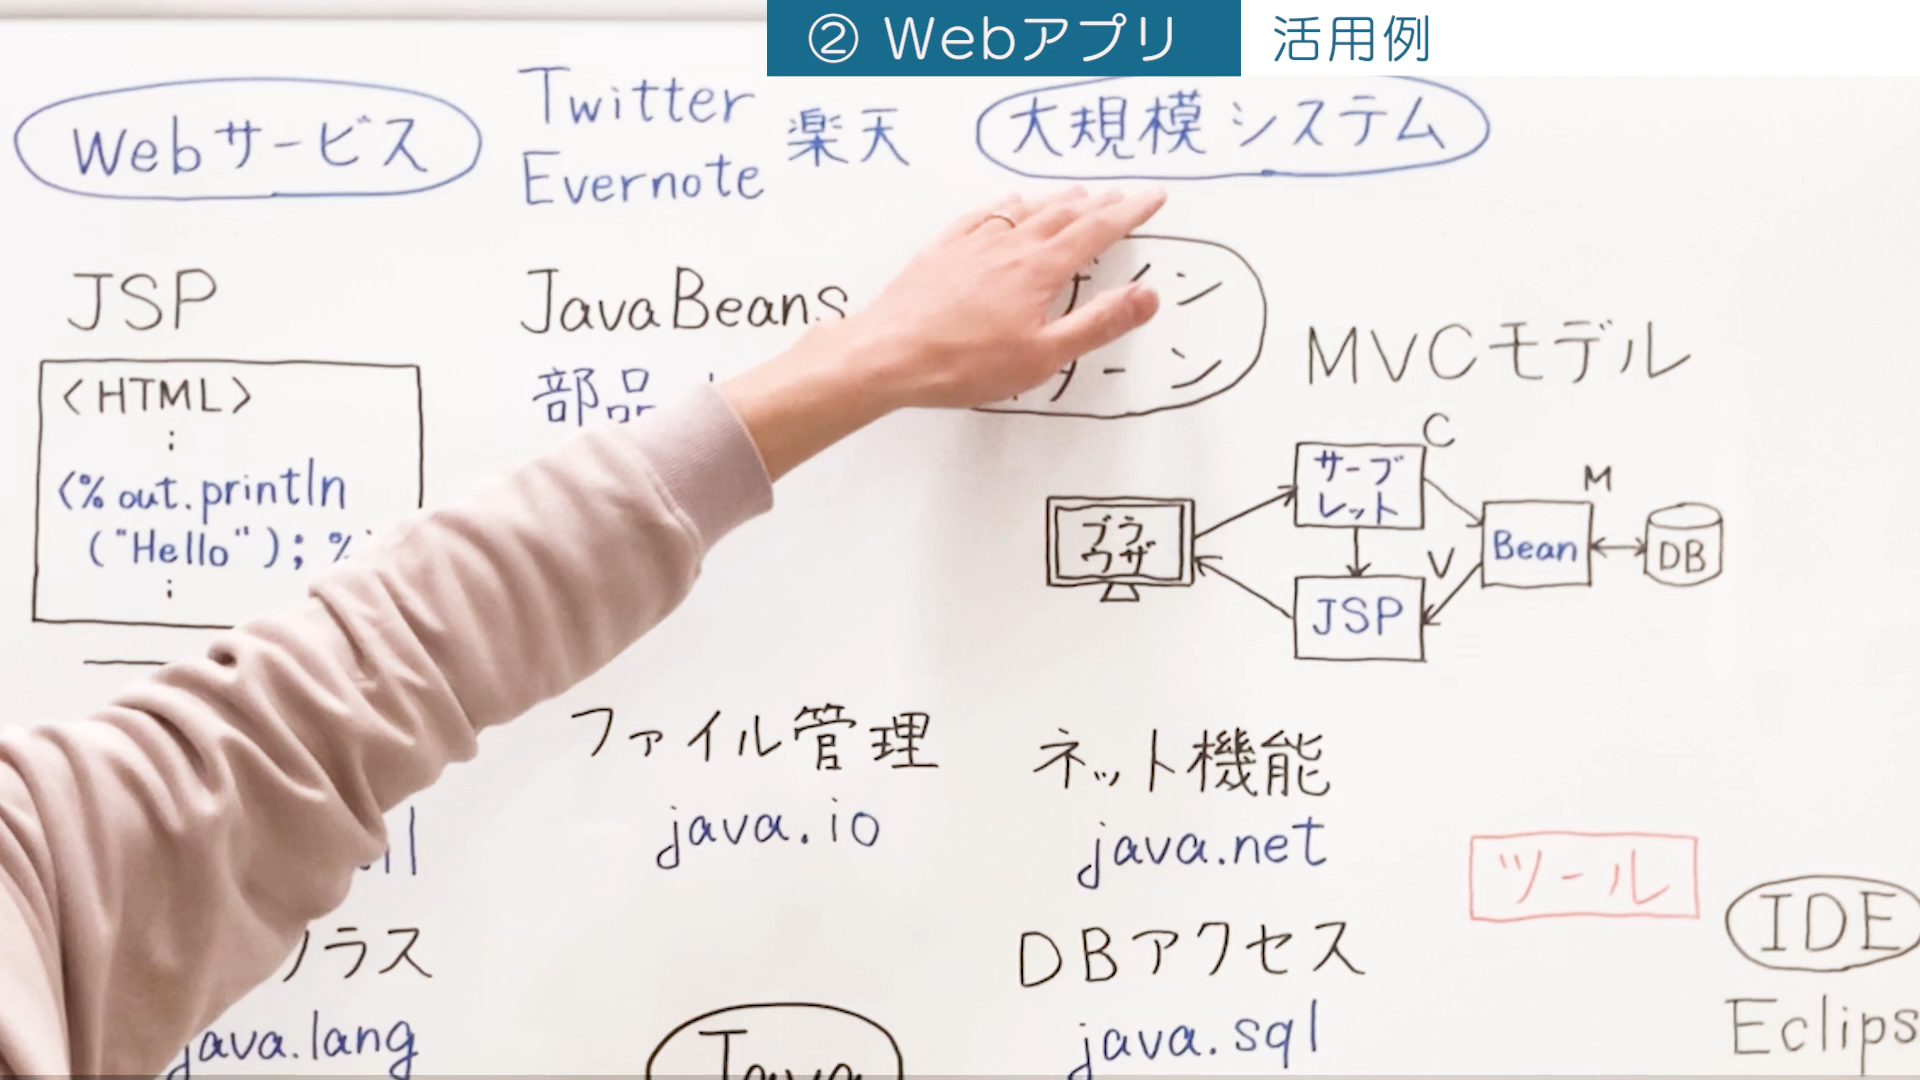 ② Webアプリ 活用例
Webサービス
Twitter
Evernote
楽天
大規模システム
JSP
<HTML>
:
<% out.println
("Hello"); %
:
JavaBeans
部品
MVCモデル
C
サーブ
レット
M
Bean
DB
ブラ
ウザ
V
JSP
ファイル管理
java.io
ネット機能
java.net
ツール
IDE
Eclips
ラス
java.lang
DBアクセス
java.sql
Java